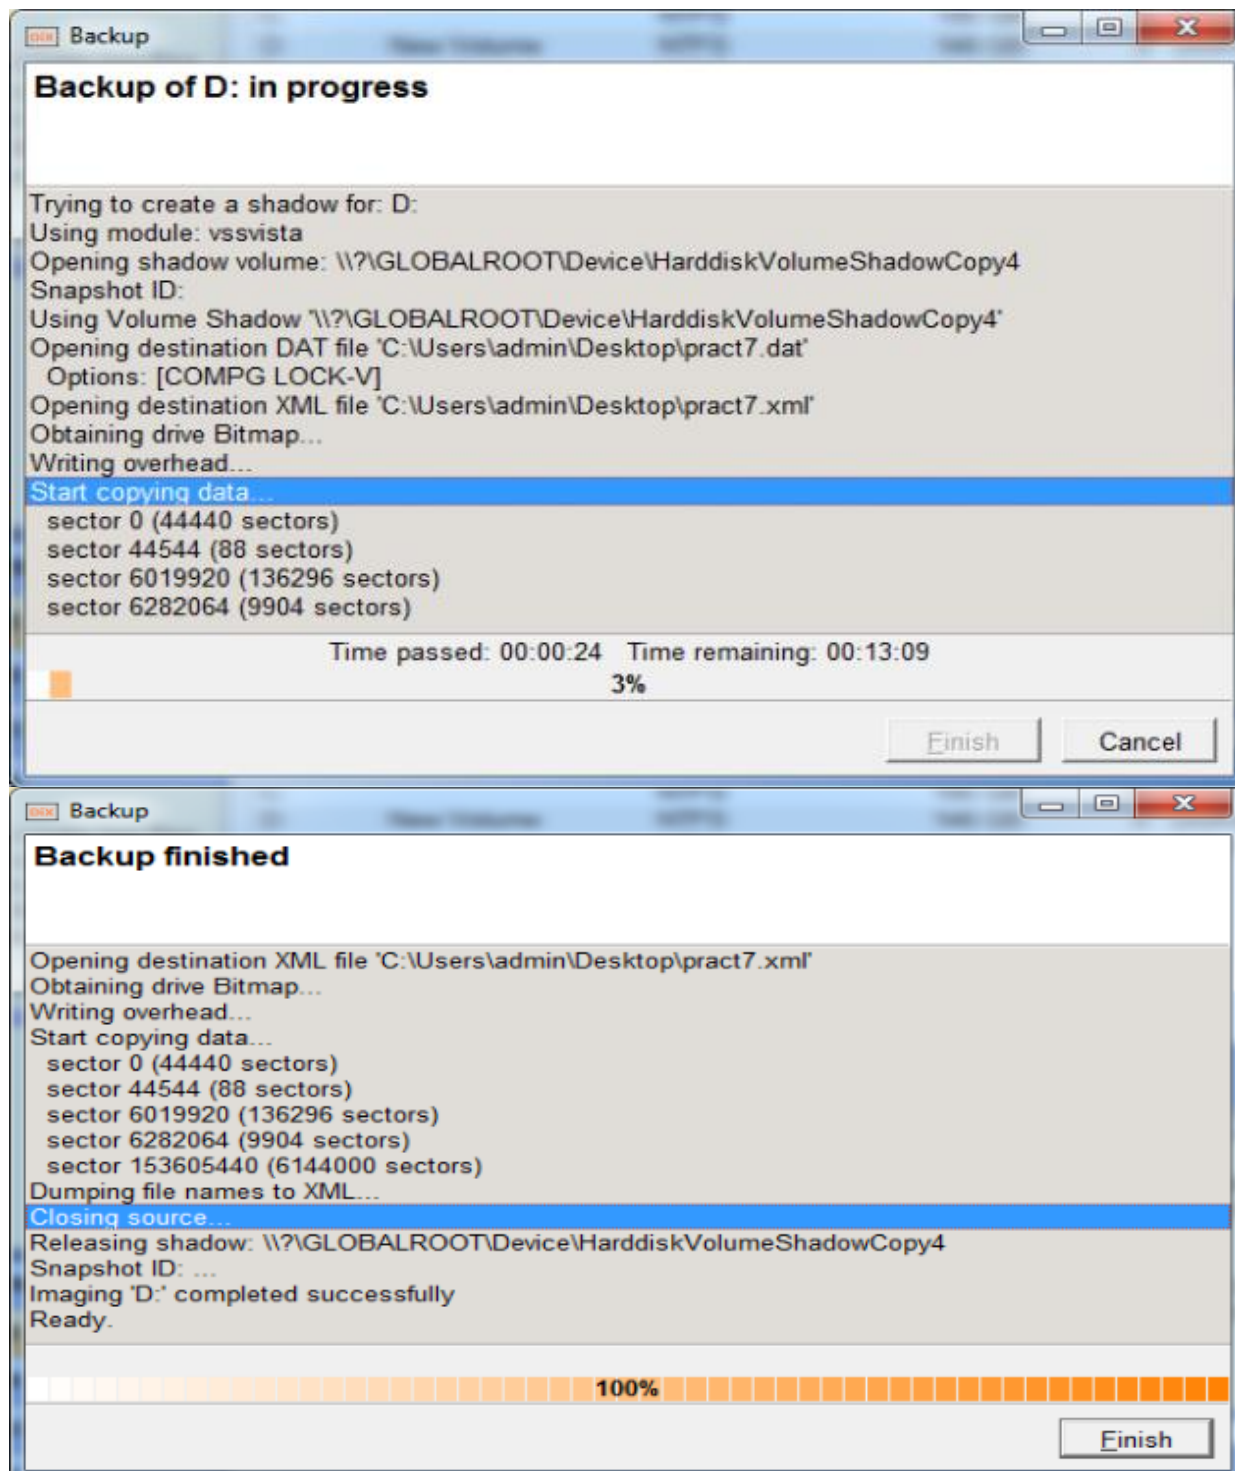 Backup
Backup of D: in progress
Trying to create a shadow for: D:
Using module: vssvista
Opening shadow volume: \\?\GLOBALROOT\Device\HarddiskVolumeShadowCopy4
Snapshot ID:
Using Volume Shadow '\\?\GLOBALROOT\Device\HarddiskVolumeShadowCopy4'
Opening destination DAT file 'C:\Users\admin\Desktop\pract7.dat'
Options: [COMPG LOCK-V]
Opening destination XML file 'C:\Users\admin\Desktop\pract7.xml'
Obtaining drive Bitmap...
Writing overhead...
Start copying data...
sector 0 (44440 sectors)
sector 44544 (88 sectors)
sector 6019920 (136296 sectors)
sector 6282064 (9904 sectors)
Time passed: 00:00:24 Time remaining: 00:13:09
3%
Finish Cancel
Backup
Backup finished
Opening destination XML file 'C:\Users\admin\Desktop\pract7.xml'
Obtaining drive Bitmap...
Writing overhead...
Start copying data...
sector 0 (44440 sectors)
sector 44544 (88 sectors)
sector 6019920 (136296 sectors)
sector 6282064 (9904 sectors)
sector 153605440 (6144000 sectors)
Dumping file names to XML...
Closing source...
Releasing shadow: \\?\GLOBALROOT\Device\HarddiskVolumeShadowCopy4
Snapshot ID: ...
Imaging 'D:' completed successfully
Ready.
100%
Finish